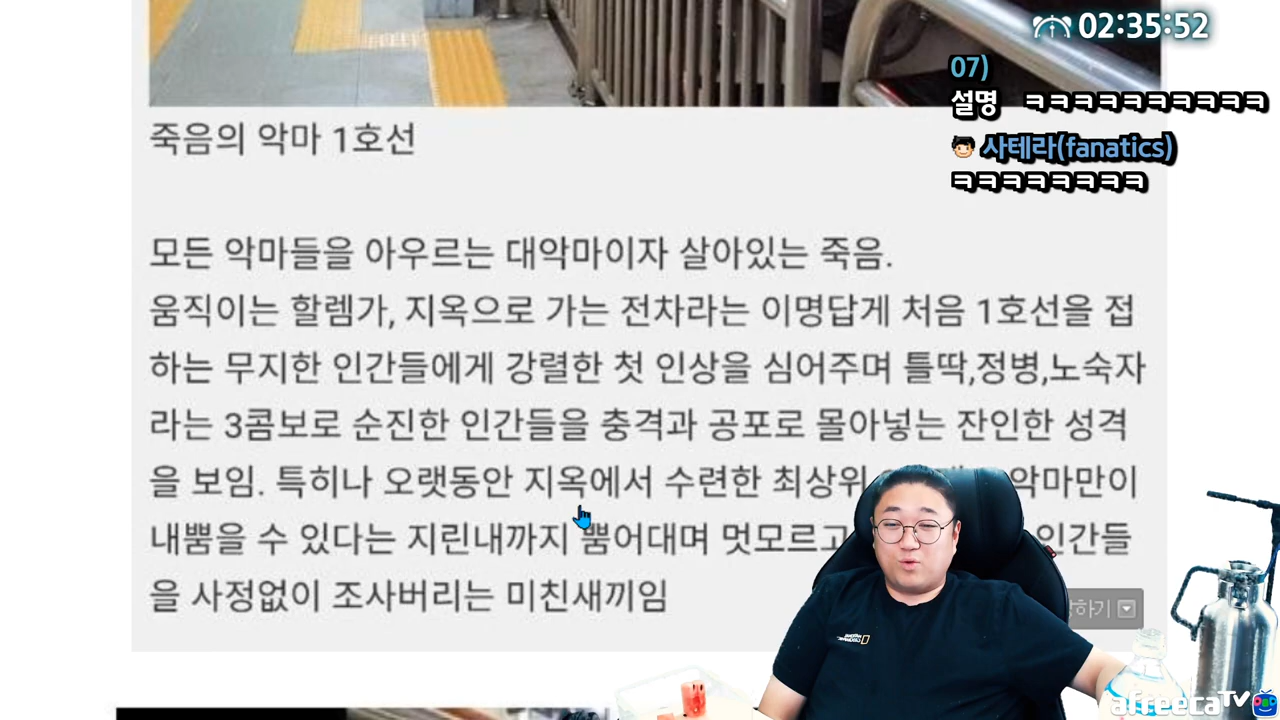 02:35:52
07)
설명 ㅋㅋㅋㅋㅋㅋㅋㅋㅋㅋ
사테라(fanatics)
ㅋㅋㅋㅋㅋㅋㅋㅋ
죽음의 악마 1호선
모든 악마들을 아우르는 대악마이자 살아있는 죽음.
움직이는 할렘가, 지옥으로 가는 전차라는 이명답게 처음 1호선을 접
하는 무지한 인간들에게 강렬한 첫 인상을 심어주며 틀딱,정병,노숙자
라는 3콤보로 순진한 인간들을 충격과 공포로 몰아넣는 잔인한 성격
을 보임. 특히나 오랫동안 지옥에서 수련한 최상위 악마만이
내뿜을 수 있다는 지린내까지 뿜어대며 멋모르고 인간들
을 사정없이 조사버리는 미친새끼임
하기
NATIONAL GEOGRAPHIC
afreecaTV